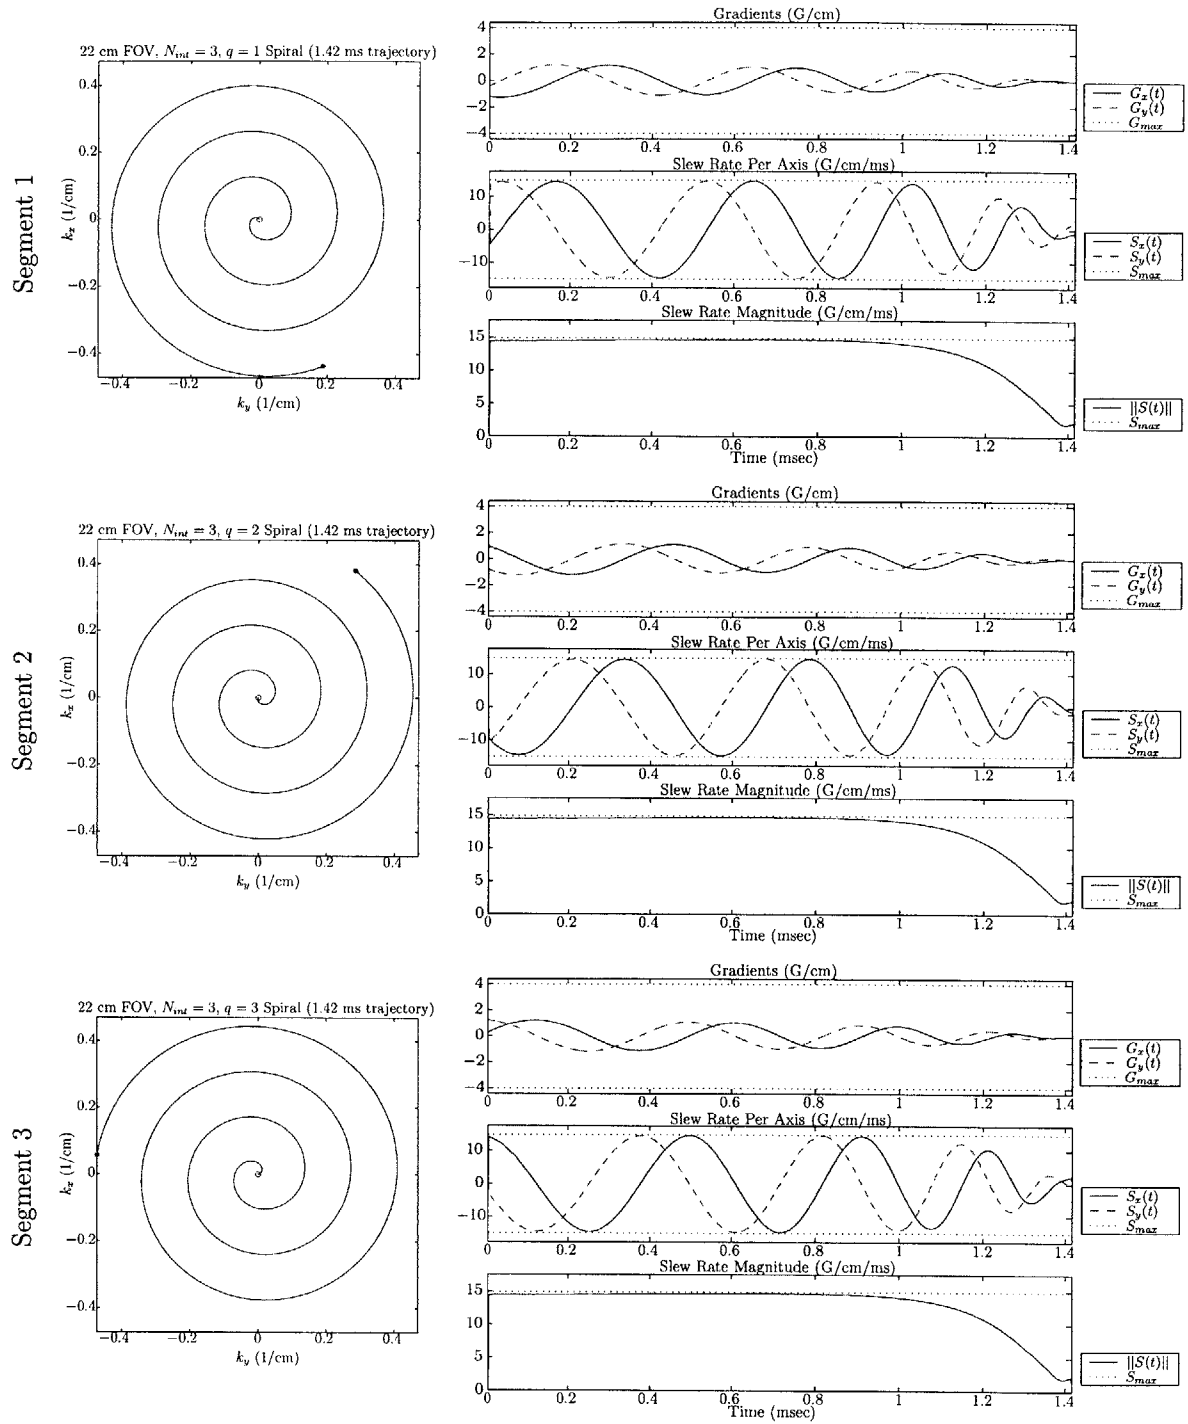 Segment 1
22 cm FOV, N_int = 3, q = 1 Spiral (1.42 ms trajectory)
k_x (1/cm)
0.4
0.2
0
−0.2
−0.4
−0.4 −0.2 0 0.2 0.4
k_y (1/cm)
Gradients (G/cm)
4
2
0
−2
−4
0 0.2 0.4 0.6 0.8 1 1.2 1.4
G_x(t)
G_y(t)
G_max
Slew Rate Per Axis (G/cm/ms)
10
0
−10
0 0.2 0.4 0.6 0.8 1 1.2 1.4
S_x(t)
S_y(t)
S_max
Slew Rate Magnitude (G/cm/ms)
15
10
5
0
0 0.2 0.4 0.6 0.8 1 1.2 1.4
Time (msec)
||S(t)||
S_max
Segment 2
22 cm FOV, N_int = 3, q = 2 Spiral (1.42 ms trajectory)
k_x (1/cm)
0.4
0.2
0
−0.2
−0.4
−0.4 −0.2 0 0.2 0.4
k_y (1/cm)
Gradients (G/cm)
4
2
0
−2
−4
0 0.2 0.4 0.6 0.8 1 1.2 1.4
G_x(t)
G_y(t)
G_max
Slew Rate Per Axis (G/cm/ms)
10
0
−10
0 0.2 0.4 0.6 0.8 1 1.2 1.4
S_x(t)
S_y(t)
S_max
Slew Rate Magnitude (G/cm/ms)
15
10
5
0
0 0.2 0.4 0.6 0.8 1 1.2 1.4
Time (msec)
||S(t)||
S_max
Segment 3
22 cm FOV, N_int = 3, q = 3 Spiral (1.42 ms trajectory)
k_x (1/cm)
0.4
0.2
0
−0.2
−0.4
−0.4 −0.2 0 0.2 0.4
k_y (1/cm)
Gradients (G/cm)
4
2
0
−2
−4
0 0.2 0.4 0.6 0.8 1 1.2 1.4
G_x(t)
G_y(t)
G_max
Slew Rate Per Axis (G/cm/ms)
10
0
−10
0 0.2 0.4 0.6 0.8 1 1.2 1.4
S_x(t)
S_y(t)
S_max
Slew Rate Magnitude (G/cm/ms)
15
10
5
0
0 0.2 0.4 0.6 0.8 1 1.2 1.4
Time (msec)
||S(t)||
S_max